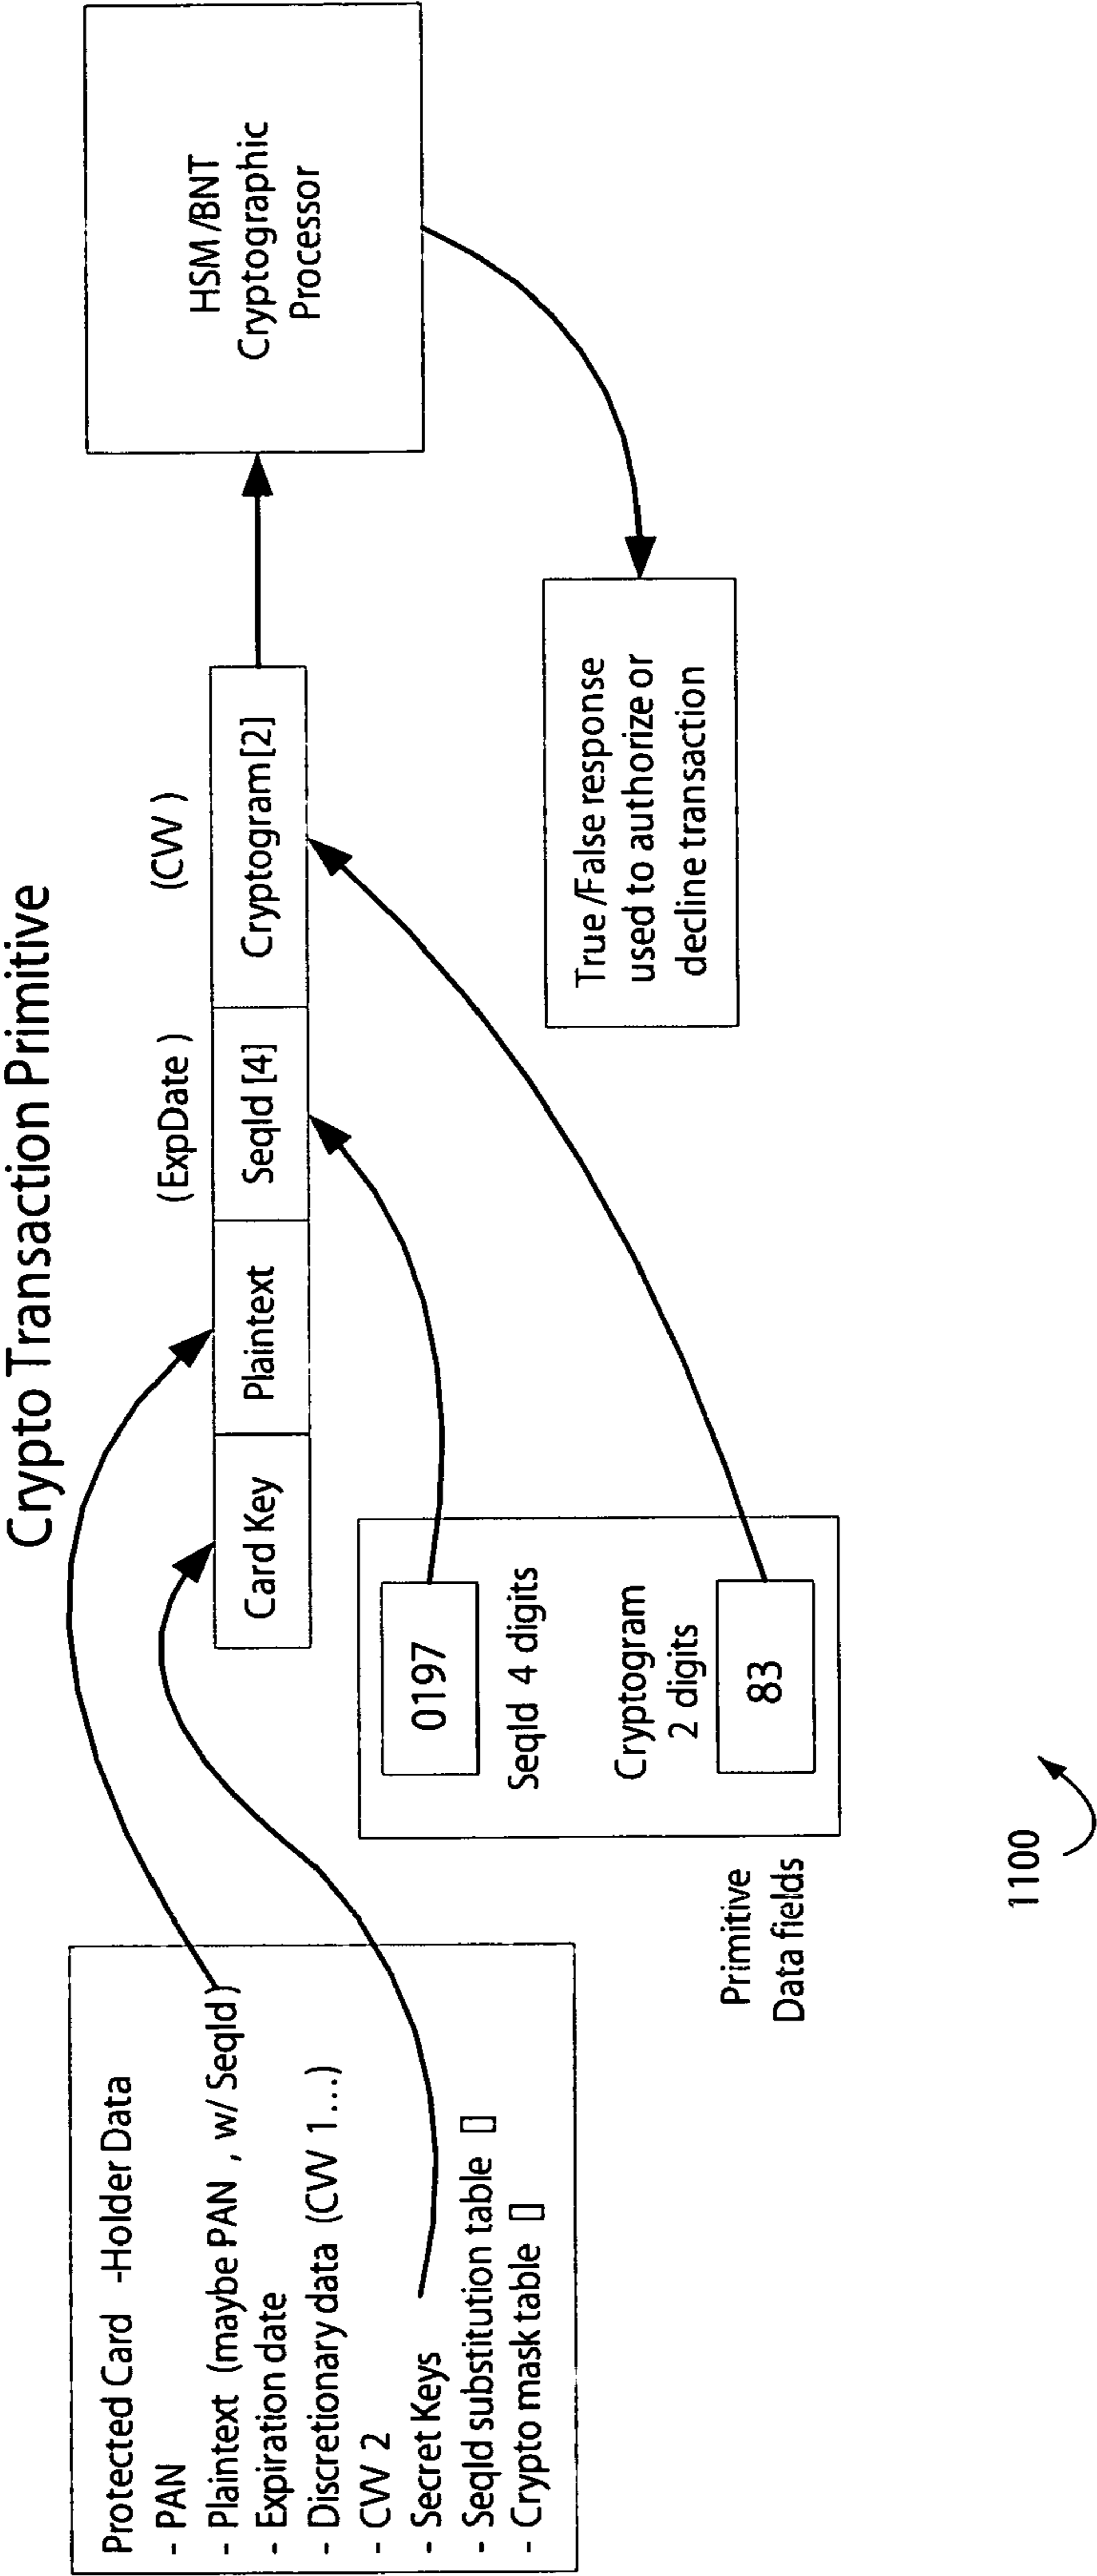 Crypto Transaction Primitive
Protected Card -Holder Data
- PAN
- Plaintext (maybe PAN , w/ SeqId)
- Expiration date
- Discretionary data (CVV 1...)
- CVV 2
- Secret Keys
- SeqId substitution table []
- Crypto mask table []
(ExpDate )
(CVV )
Card Key
Plaintext
SeqId [4]
Cryptogram[2]
HSM /BNT
Cryptographic
Processor
0197
SeqId 4 digits
Cryptogram
2 digits
83
Primitive
Data fields
True /False response
used to authorize or
decline transaction
1100